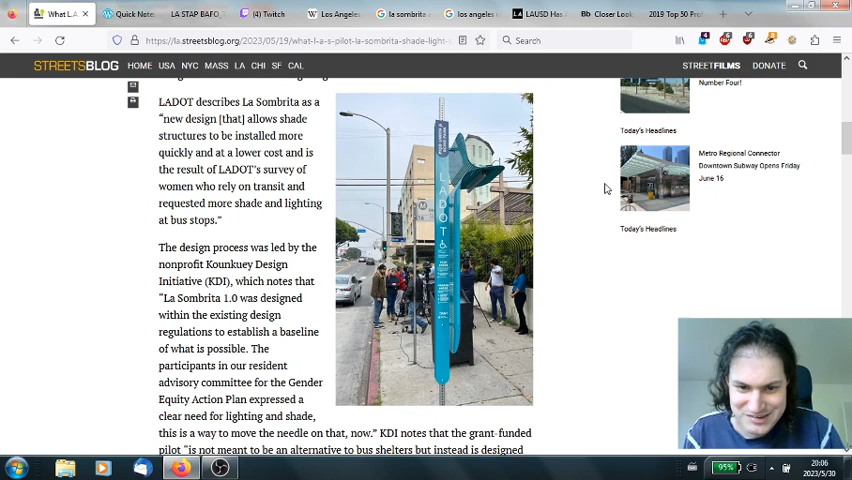 What L.A.
Quick Note
LA STAP BAFO
(4) Twitch
Los Angeles
la sombrita s
los angeles
LAUSD Has
Closer Look
2019 Top 50 Pro
https://la.streetsblog.org/2023/05/19/what-l-a-s-pilot-la-sombrita-shade-light-
Search
STREETSBLOG HOME USA NYC MASS LA CHI SF CAL STREETFILMS DONATE
Number Four!
Today's Headlines
Metro Regional Connector
Downtown Subway Opens Friday
June 16
Today's Headlines
LADOT describes La Sombrita as a
“new design [that] allows shade
structures to be installed more
quickly and at a lower cost and is
the result of LADOT’s survey of
women who rely on transit and
requested more shade and lighting
at bus stops.”
The design process was led by the
nonprofit Kounkuey Design
Initiative (KDI), which notes that
“La Sombrita 1.0 was designed
within the existing design
regulations to establish a baseline
of what is possible. The
participants in our resident
advisory committee for the Gender
Equity Action Plan expressed a
clear need for lighting and shade,
this is a way to move the needle on that, now.” KDI notes that the grant-funded
pilot “is not meant to be an alternative to bus shelters but instead is designed
LADOT
95%
20:06
2023/5/30